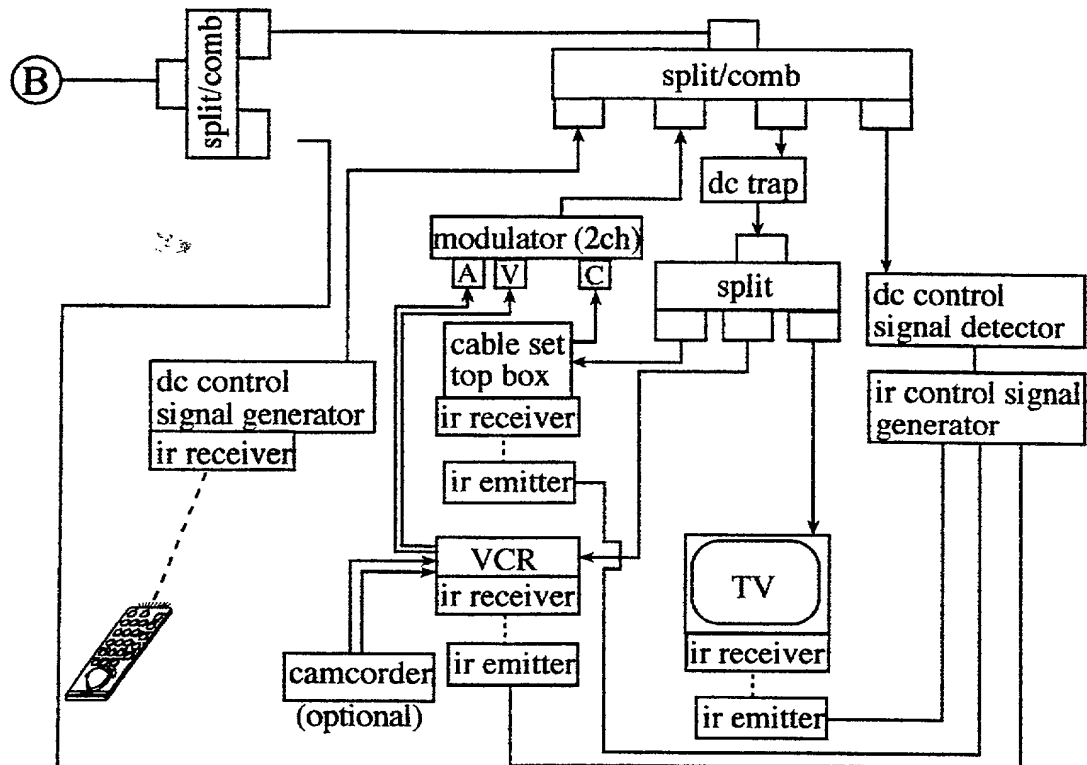 B
split/comb
split/comb
dc trap
modulator (2ch)
A
V
C
split
dc control
signal detector
cable set
top box
dc control
signal generator
ir receiver
ir receiver
ir control signal
generator
ir emitter
VCR
ir receiver
TV
ir emitter
ir receiver
camcorder
(optional)
ir emitter